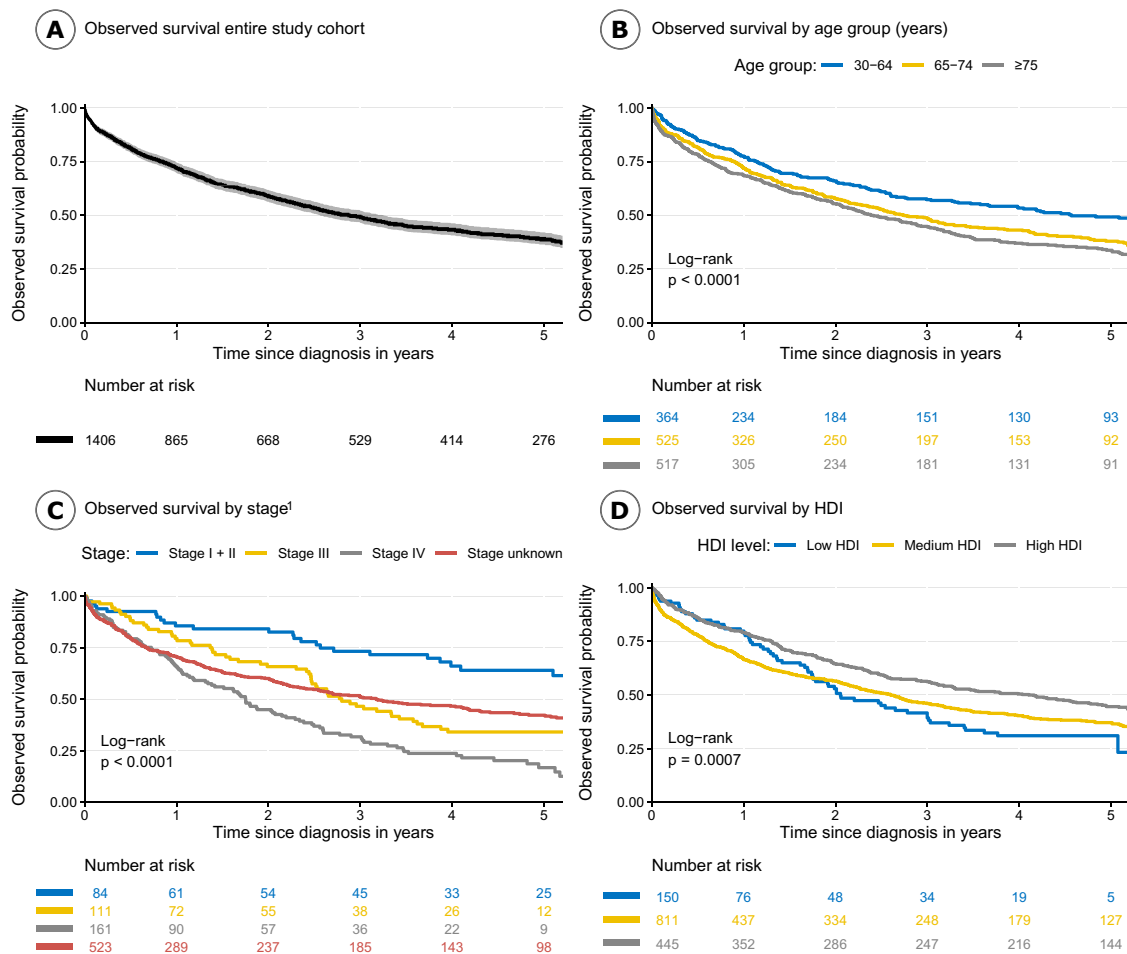 A Observed survival entire study cohort
Observed survival probability
1.00
0.75
0.50
0.25
0.00
0 1 2 3 4 5
Time since diagnosis in years
Number at risk
1406 865 668 529 414 276
B Observed survival by age group (years)
Age group: 30−64 65−74 ≥75
Observed survival probability
1.00
0.75
0.50
0.25
0.00
Log−rank
p < 0.0001
0 1 2 3 4 5
Time since diagnosis in years
Number at risk
364 234 184 151 130 93
525 326 250 197 153 92
517 305 234 181 131 91
C Observed survival by stage¹
Stage: Stage I + II Stage III Stage IV Stage unknown
Observed survival probability
1.00
0.75
0.50
0.25
0.00
Log−rank
p < 0.0001
0 1 2 3 4 5
Time since diagnosis in years
Number at risk
84 61 54 45 33 25
111 72 55 38 26 12
161 90 57 36 22 9
523 289 237 185 143 98
D Observed survival by HDI
HDI level: Low HDI Medium HDI High HDI
Observed survival probability
1.00
0.75
0.50
0.25
0.00
Log−rank
p = 0.0007
0 1 2 3 4 5
Time since diagnosis in years
Number at risk
150 76 48 34 19 5
811 437 334 248 179 127
445 352 286 247 216 144